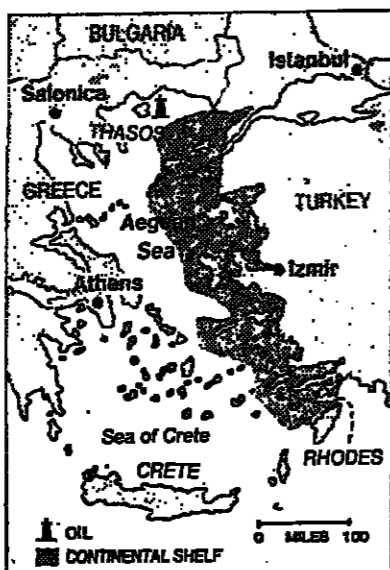 BULGARIA
Istanbul
Salonica
THASOS
GREECE
TURKEY
Aegean
Sea
Izmir
Athens
Sea of Crete
RHODES
CRETE
OIL
0 MILES 100
CONTINENTAL SHELF